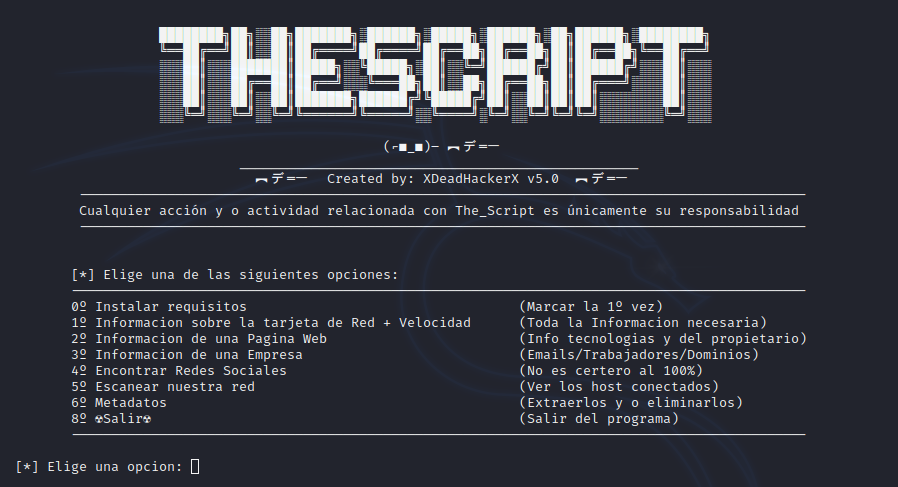 THESCRIPT
(⌐■_■)– ︻デ═一
︻デ═一 Created by: XDeadHackerX v5.0 ︻デ═一
Cualquier acción y o actividad relacionada con The_Script es únicamente su responsabilidad
[*] Elige una de las siguientes opciones:
0º Instalar requisitos (Marcar la 1º vez)
1º Informacion sobre la tarjeta de Red + Velocidad (Toda la Informacion necesaria)
2º Informacion de una Pagina Web (Info tecnologias y del propietario)
3º Informacion de una Empresa (Emails/Trabajadores/Dominios)
4º Encontrar Redes Sociales (No es certero al 100%)
5º Escanear nuestra red (Ver los host conectados)
6º Metadatos (Extraerlos y o eliminarlos)
8º ☢Salir☢ (Salir del programa)
[*] Elige una opcion: